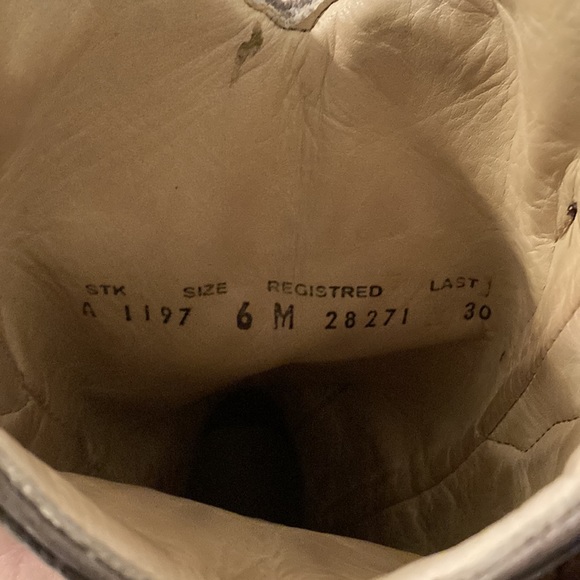 STK SIZE REGISTRED LAST
A 1197 6 M 28271 30